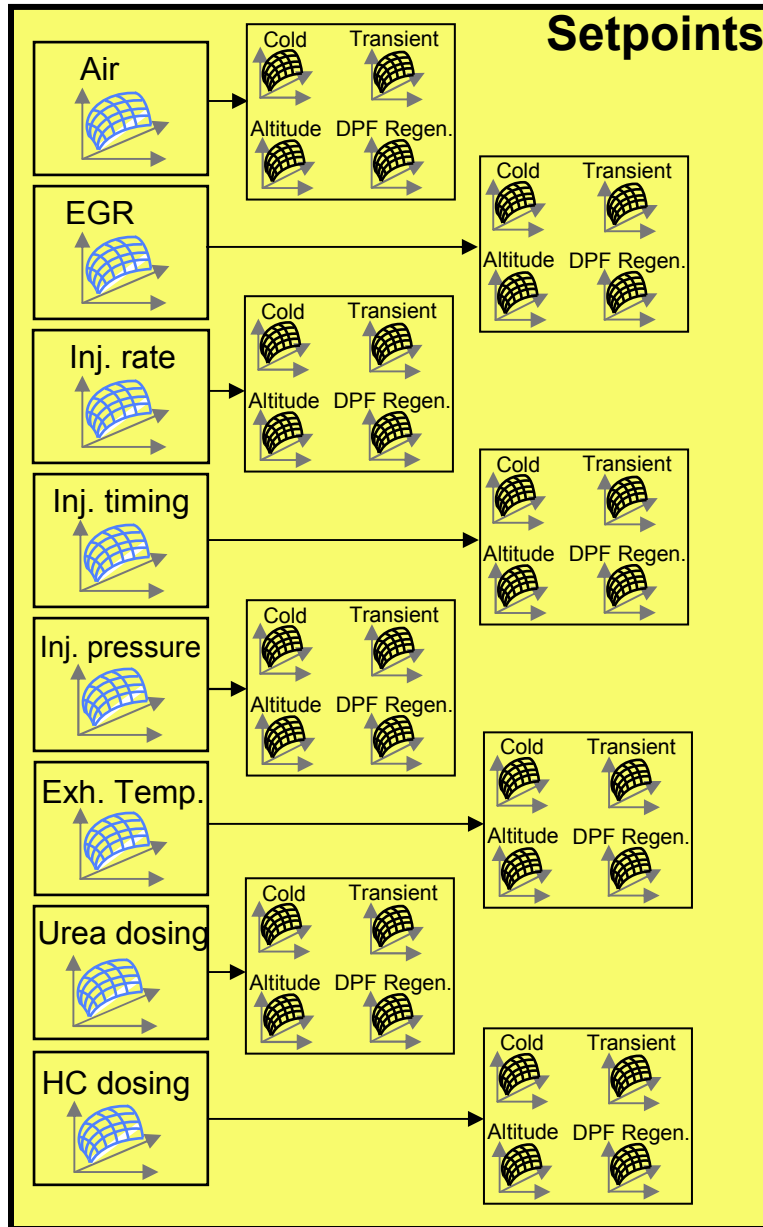 Setpoints
Air
Cold Transient
Altitude DPF Regen.
EGR
Cold Transient
Altitude DPF Regen.
Inj. rate
Cold Transient
Altitude DPF Regen.
Inj. timing
Cold Transient
Altitude DPF Regen.
Inj. pressure
Cold Transient
Altitude DPF Regen.
Exh. Temp.
Cold Transient
Altitude DPF Regen.
Urea dosing
Cold Transient
Altitude DPF Regen.
HC dosing
Cold Transient
Altitude DPF Regen.